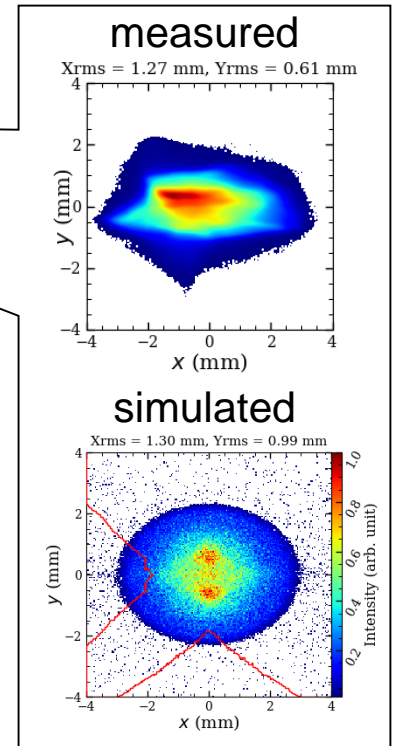 measured
Xrms = 1.27 mm, Yrms = 0.61 mm
4
2
0
−2
−4
y (mm)
−4 −2 0 2 4
x (mm)
simulated
Xrms = 1.30 mm, Yrms = 0.99 mm
4
2
0
−2
−4
y (mm)
−4 −2 0 2 4
x (mm)
1.0
0.8
0.6
0.4
0.2
Intensity (arb. unit)